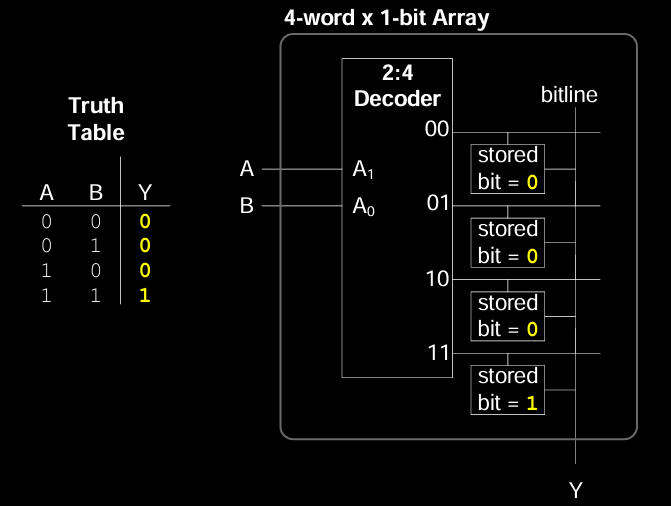 4-word x 1-bit Array
Truth
Table
A B Y
0 0 0
0 1 0
1 0 0
1 1 1
2:4
Decoder
A
B
A1
A0
00
01
10
11
bitline
stored
bit = 0
stored
bit = 0
stored
bit = 0
stored
bit = 1
Y